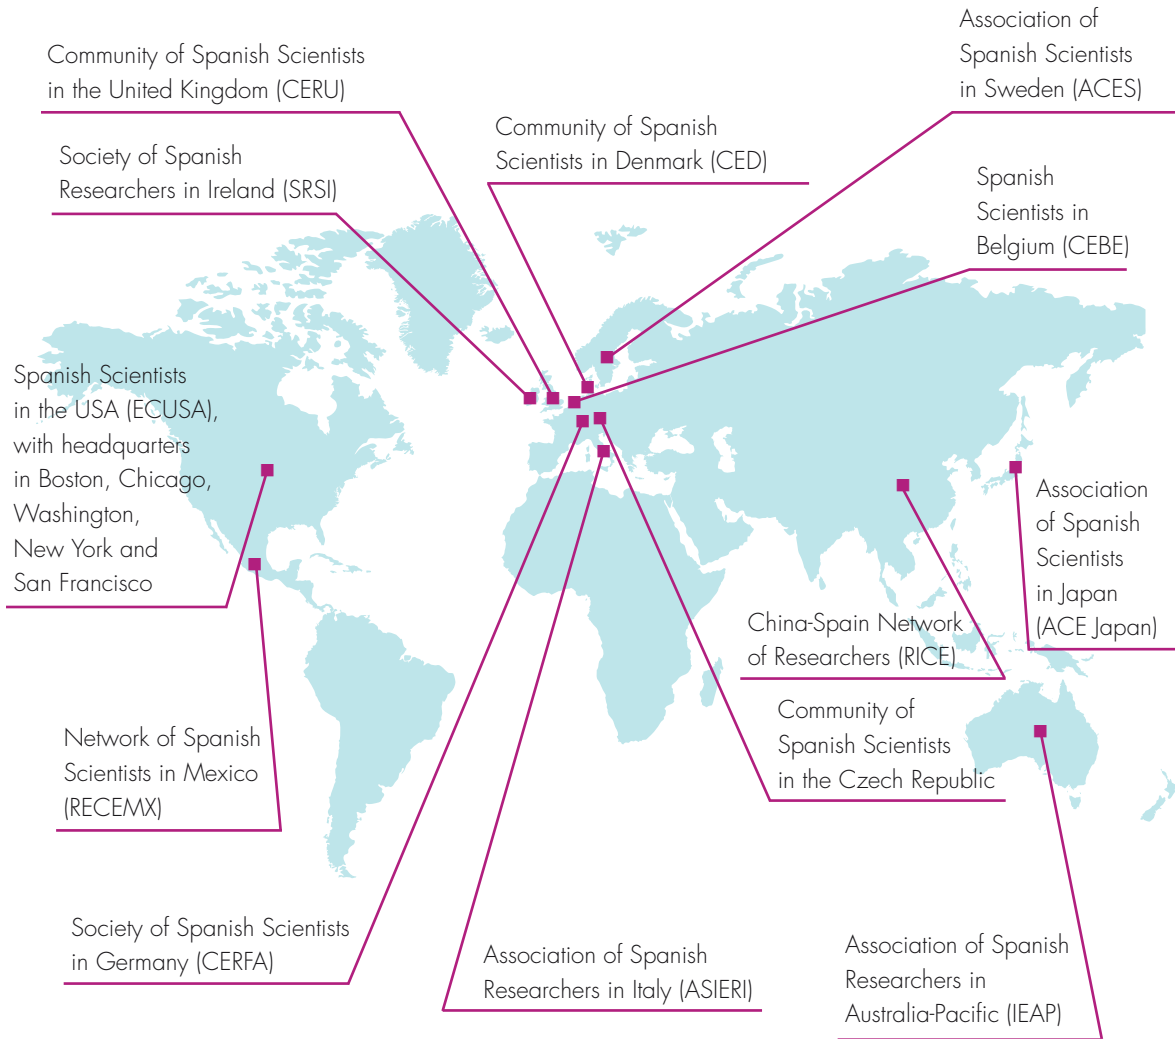 Association of
Spanish Scientists
in Sweden (ACES)
Community of Spanish Scientists
in the United Kingdom (CERU)
Community of Spanish
Scientists in Denmark (CED)
Society of Spanish
Researchers in Ireland (SRSI)
Spanish
Scientists in
Belgium (CEBE)
Spanish Scientists
in the USA (ECUSA),
with headquarters
in Boston, Chicago,
Washington,
New York and
San Francisco
Association
of Spanish
Scientists
in Japan
(ACE Japan)
China-Spain Network
of Researchers (RICE)
Community of
Spanish Scientists
in the Czech Republic
Network of Spanish
Scientists in Mexico
(RECEMX)
Society of Spanish Scientists
in Germany (CERFA)
Association of Spanish
Researchers in Italy (ASIERI)
Association of Spanish
Researchers in
Australia-Pacific (IEAP)